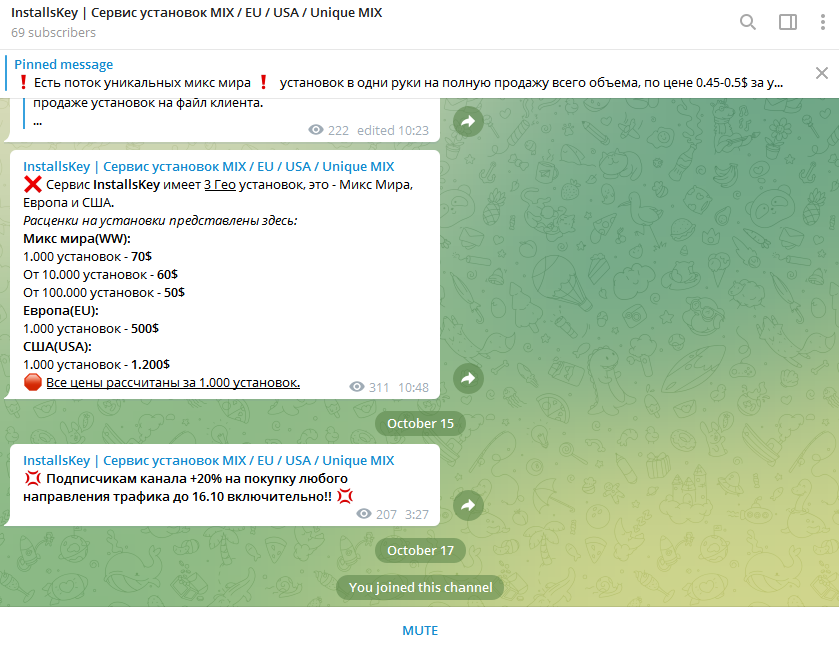 InstallsKey | Сервис установок MIX / EU / USA / Unique MIX
69 subscribers
Pinned message
❗ Есть поток уникальных микс мира ❗ установок в одни руки на полную продажу всего объема, по цене 0.45-0.5$ за у...
продаже установок на файл клиента.
...
222 edited 10:23
InstallsKey | Сервис установок MIX / EU / USA / Unique MIX
❌ Сервис InstallsKey имеет 3 Гео установок, это - Микс Мира,
Европа и США.
Расценки на установки представлены здесь:
Микс мира(WW):
1.000 установок - 70$
От 10.000 установок - 60$
От 100.000 установок - 50$
Европа(EU):
1.000 установок - 500$
США(USA):
1.000 установок - 1.200$
🛑 Все цены рассчитаны за 1.000 установок.
311 10:48
October 15
InstallsKey | Сервис установок MIX / EU / USA / Unique MIX
💢 Подписчикам канала +20% на покупку любого
направления трафика до 16.10 включительно!! 💢
207 3:27
October 17
You joined this channel
MUTE